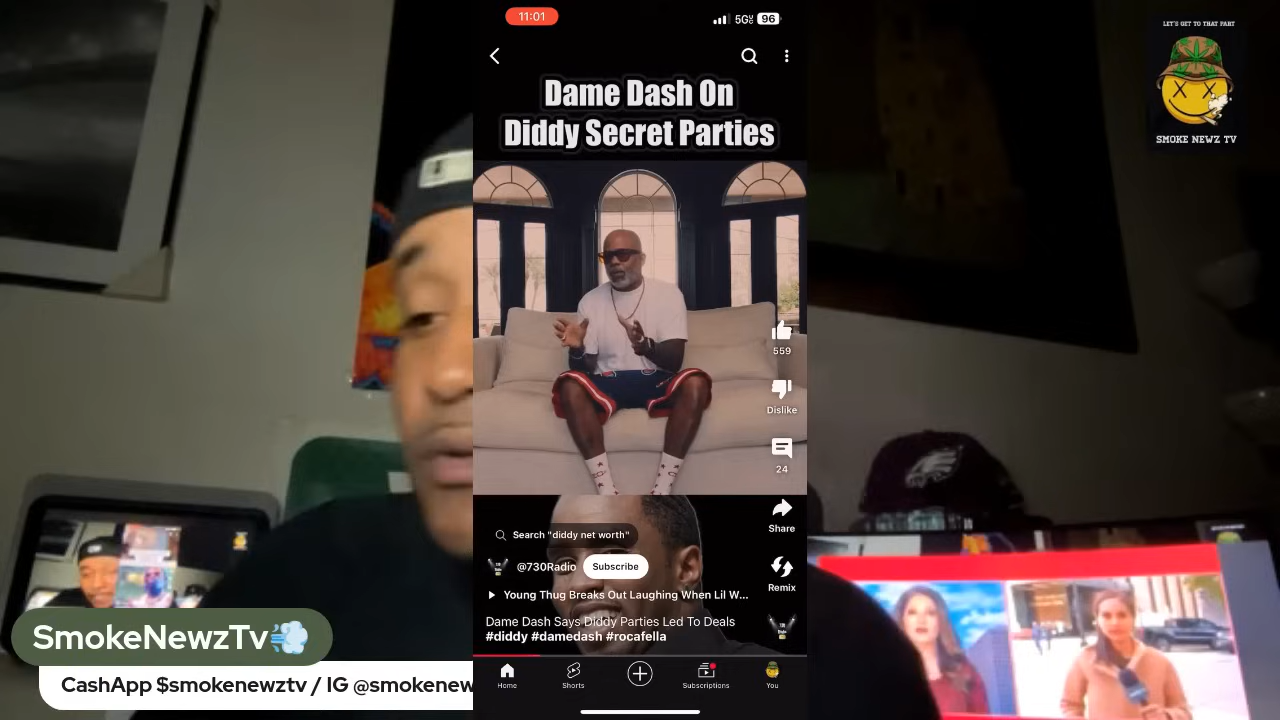 11:01
5G
96
LET'S GET TO THAT PART
SMOKE NEWZ TV
Dame Dash On
Diddy Secret Parties
559
Dislike
24
Share
Remix
Search "diddy net worth"
@730Radio
Subscribe
Young Thug Breaks Out Laughing When Lil W...
Dame Dash Says Diddy Parties Led To Deals
#diddy #damedash #rocafella
Home
Shorts
Subscriptions
You
SmokeNewzTv💨
CashApp $smokenewztv / IG @smokenew